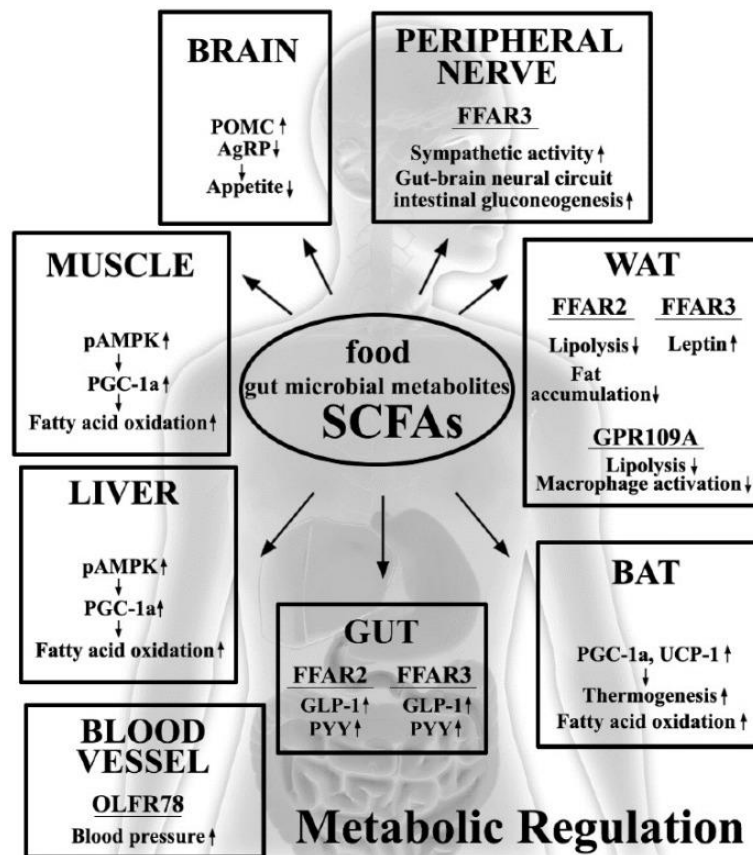 BRAIN
POMC ↑
AgRP ↓
↓
Appetite ↓
PERIPHERAL
NERVE
FFAR3
Sympathetic activity ↑
Gut-brain neural circuit
intestinal gluconeogenesis ↑
MUSCLE
pAMPK ↑
↓
PGC-1a ↑
↓
Fatty acid oxidation ↑
food
gut microbial metabolites
SCFAs
WAT
FFAR2 FFAR3
Lipolysis ↓ Leptin ↑
Fat
accumulation ↓
GPR109A
Lipolysis ↓
Macrophage activation ↓
LIVER
pAMPK ↑
↓
PGC-1a ↑
↓
Fatty acid oxidation ↑
GUT
FFAR2 FFAR3
GLP-1 ↑ GLP-1 ↑
PYY ↑ PYY ↑
BAT
PGC-1a, UCP-1 ↑
↓
Thermogenesis ↑
Fatty acid oxidation ↑
BLOOD
VESSEL
OLFR78
Blood pressure ↑
Metabolic Regulation